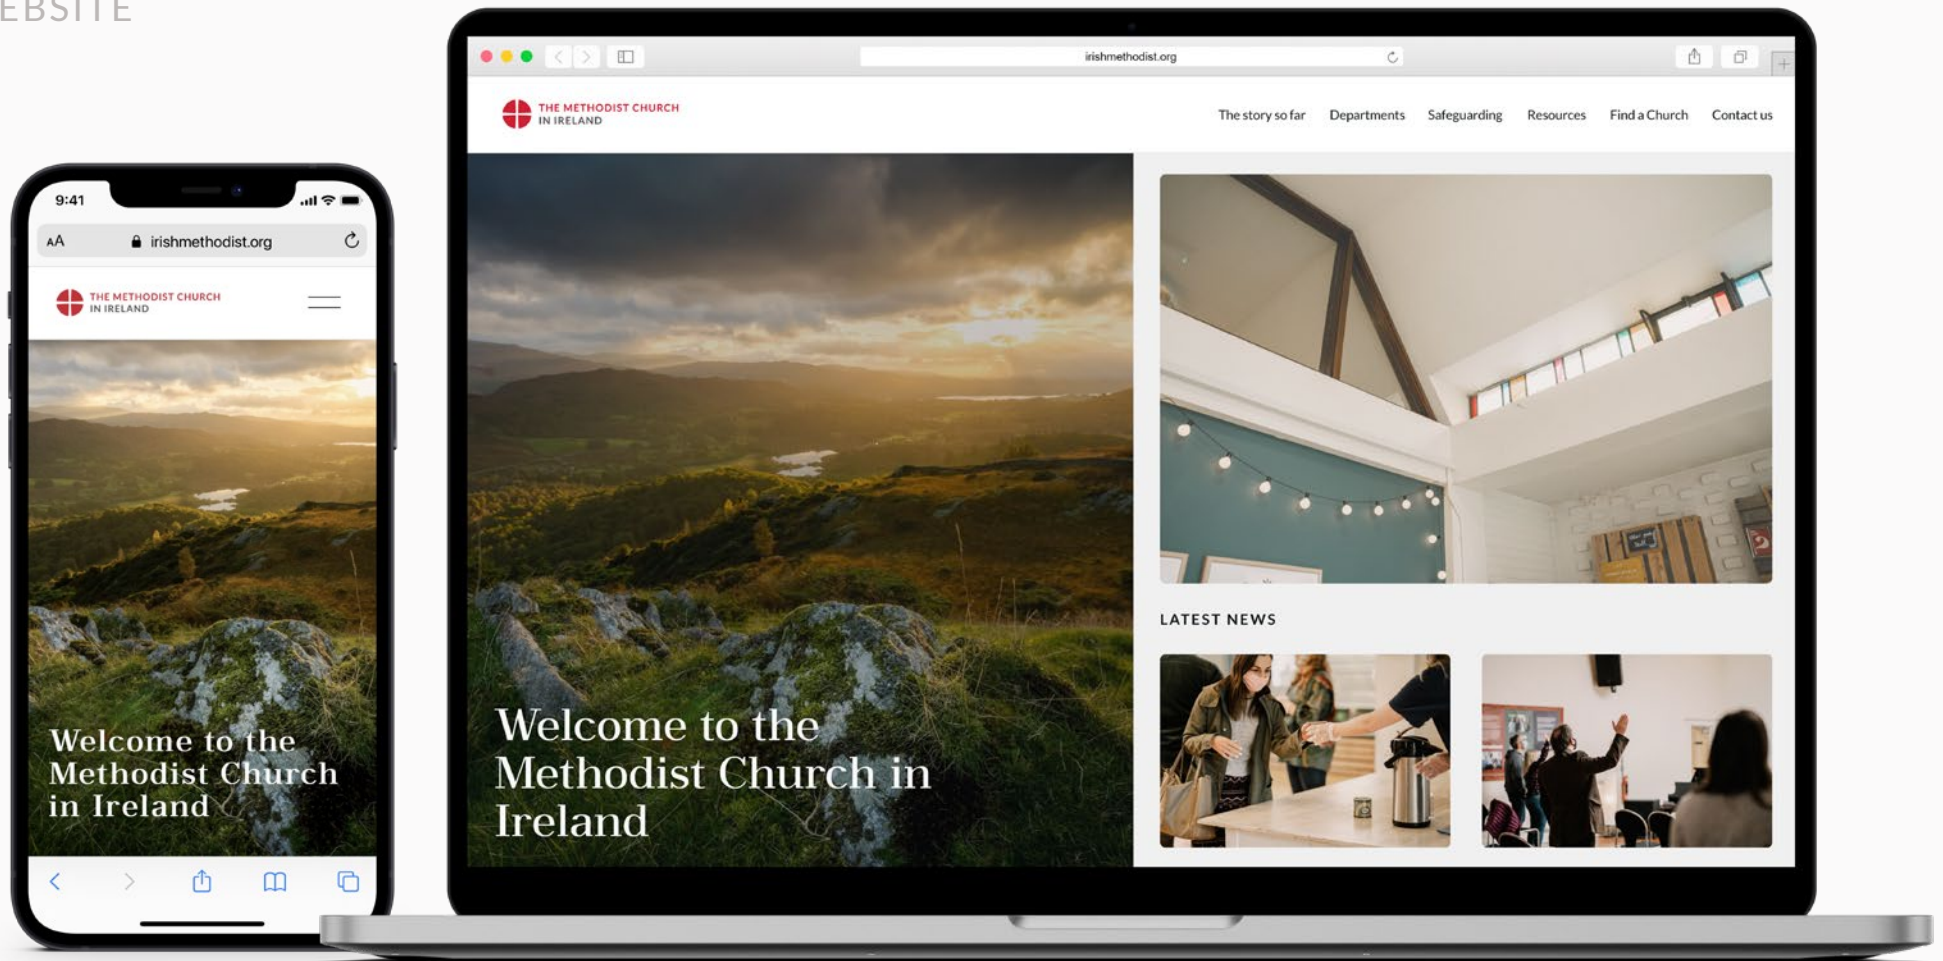 EBSITE
9:41
AA irishmethodist.org
THE METHODIST CHURCH
IN IRELAND
Welcome to the
Methodist Church
in Ireland
irishmethodist.org
THE METHODIST CHURCH
IN IRELAND
The story so far Departments Safeguarding Resources Find a Church Contact us
Welcome to the
Methodist Church in
Ireland
LATEST NEWS